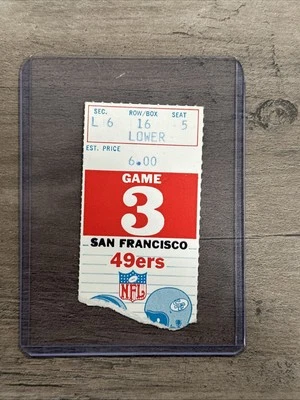 SEC. ROW/BOX SEAT
L 6 16 5
LOWER
EST. PRICE
6.00
GAME
3
SAN FRANCISCO
49ers
NFL